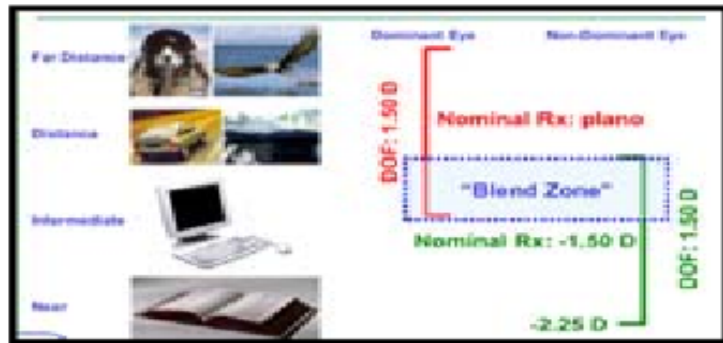 Dominant Eye
Non-Dominant Eye
Far Distance
Distance
Intermediate
Near
DOF: 1.50 D
Nominal Rx: plano
"Blend Zone"
Nominal Rx: -1.50 D
DOF: 1.50 D
-2.25 D